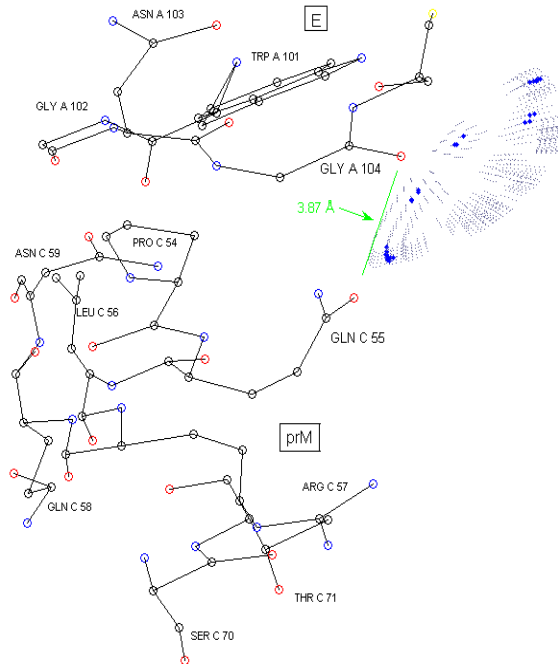 ASN A 103
E
TRP A 101
GLY A 102
GLY A 104
3.87 Å
ASN C 59
PRO C 54
LEU C 56
GLN C 55
prM
ARG C 57
GLN C 58
THR C 71
SER C 70